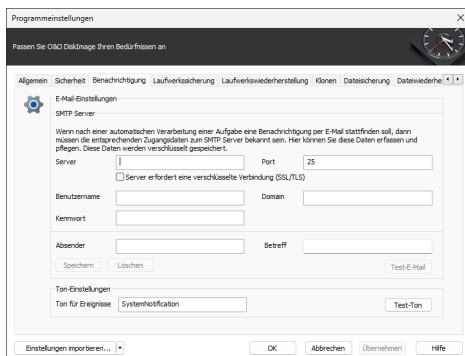 Programmeinstellungen
Passen Sie O&O DiskImage Ihren Bedürfnissen an
Allgemein Sicherheit Benachrichtigung Laufwerkssicherung Laufwerkswiederherstellung Klonen Dateisicherung Dateiwiederhe
E-Mail-Einstellungen
SMTP Server
Wenn nach einer automatischen Verarbeitung einer Aufgabe eine Benachrichtigung per E-Mail stattfinden soll, dann
müssen die entsprechenden Zugangsdaten zum SMTP Server bekannt sein. Hier können Sie diese Daten erfassen und
pflegen. Diese Daten werden verschlüsselt gespeichert.
Server Port 25
Server erfordert eine verschlüsselte Verbindung (SSL/TLS)
Benutzername Domain
Kennwort
Absender Betreff
Speichern Löschen Test-E-Mail
Ton-Einstellungen
Ton für Ereignisse SystemNotification Test-Ton
Einstellungen importieren... OK Abbrechen Übernehmen Hilfe